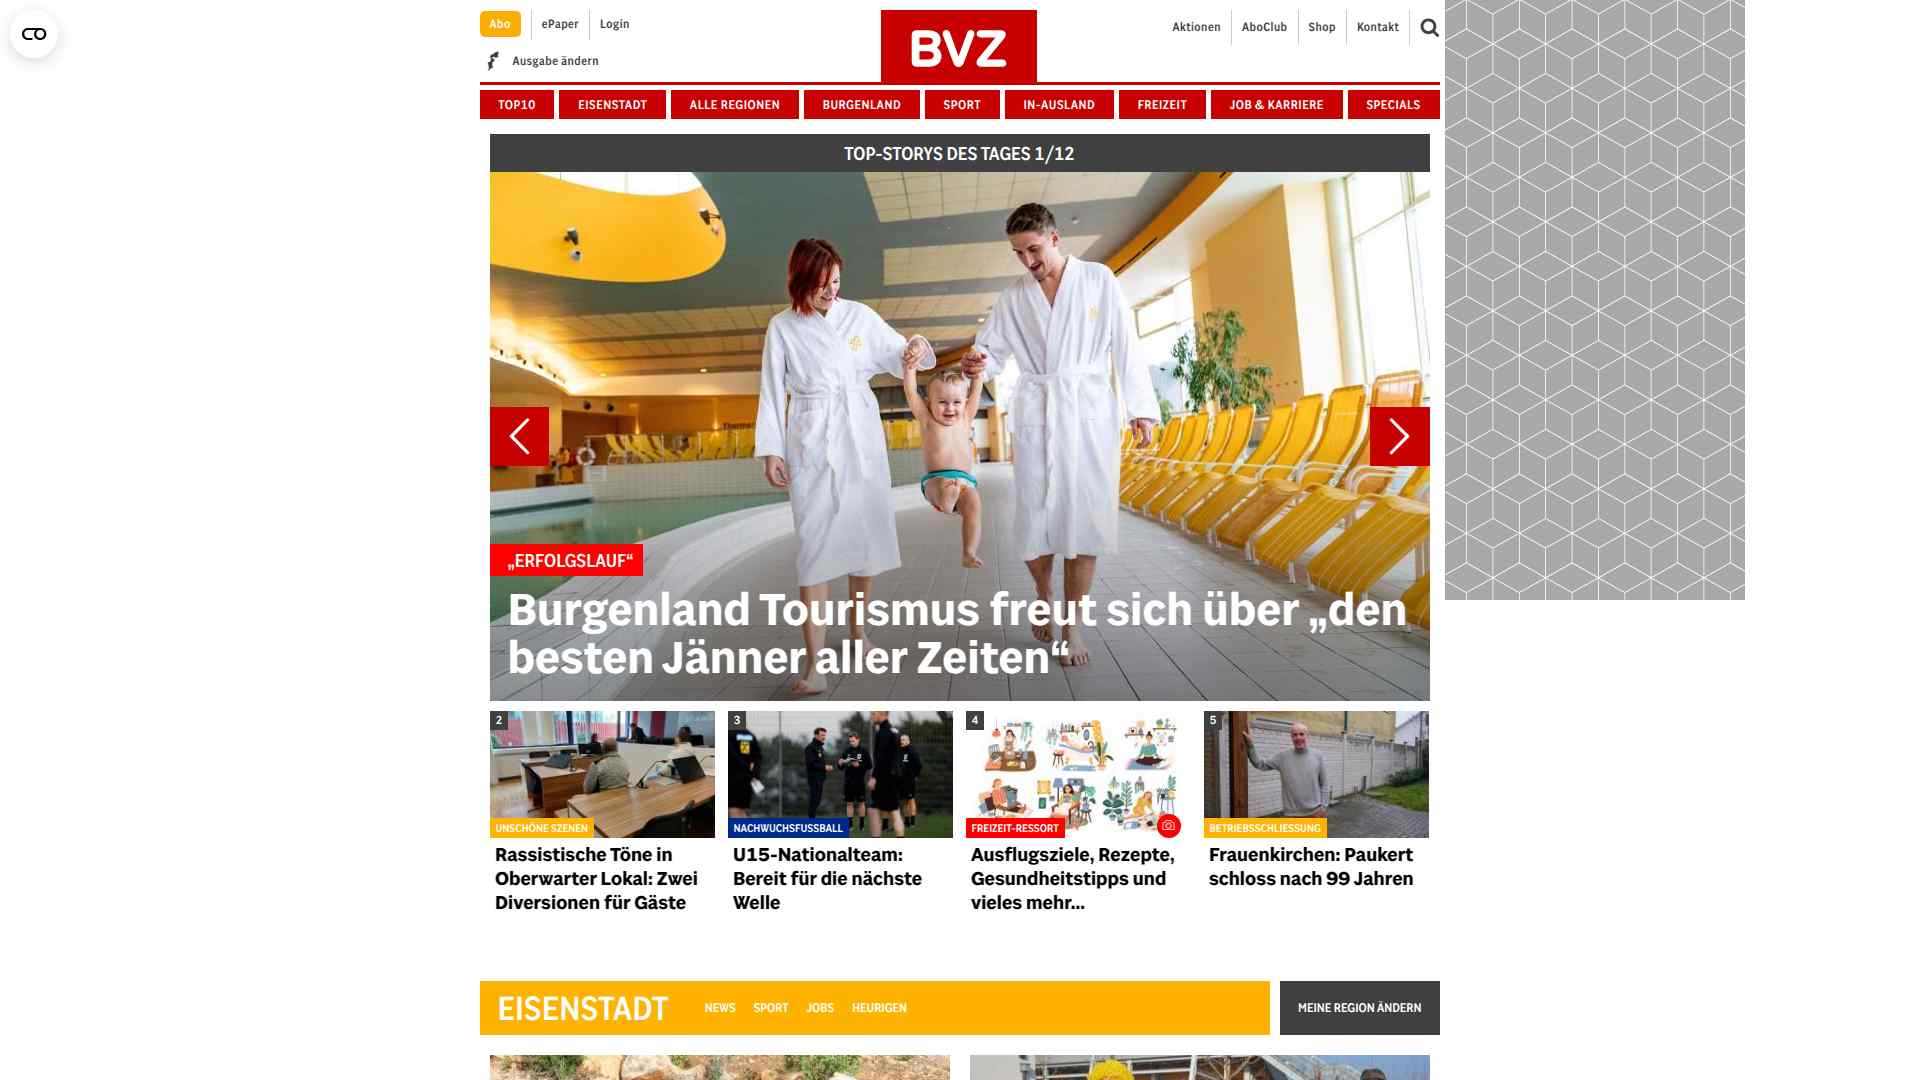 Abo
ePaper
Login
Aktionen
AboClub
Shop
Kontakt
Ausgabe ändern
BVZ
TOP10
EISENSTADT
ALLE REGIONEN
BURGENLAND
SPORT
IN-AUSLAND
FREIZEIT
JOB & KARRIERE
SPECIALS
TOP-STORYS DES TAGES 1/12
„ERFOLGSLAUF“
Burgenland Tourismus freut sich über „den
besten Jänner aller Zeiten“
2
UNSCHÖNE SZENEN
Rassistische Töne in
Oberwarter Lokal: Zwei
Diversionen für Gäste
3
NACHWUCHSFUSSBALL
U15-Nationalteam:
Bereit für die nächste
Welle
4
FREIZEIT-RESSORT
Ausflugsziele, Rezepte,
Gesundheitstipps und
vieles mehr...
5
BETRIEBSSCHLIESSUNG
Frauenkirchen: Paukert
schloss nach 99 Jahren
EISENSTADT
NEWS
SPORT
JOBS
HEURIGEN
MEINE REGION ÄNDERN